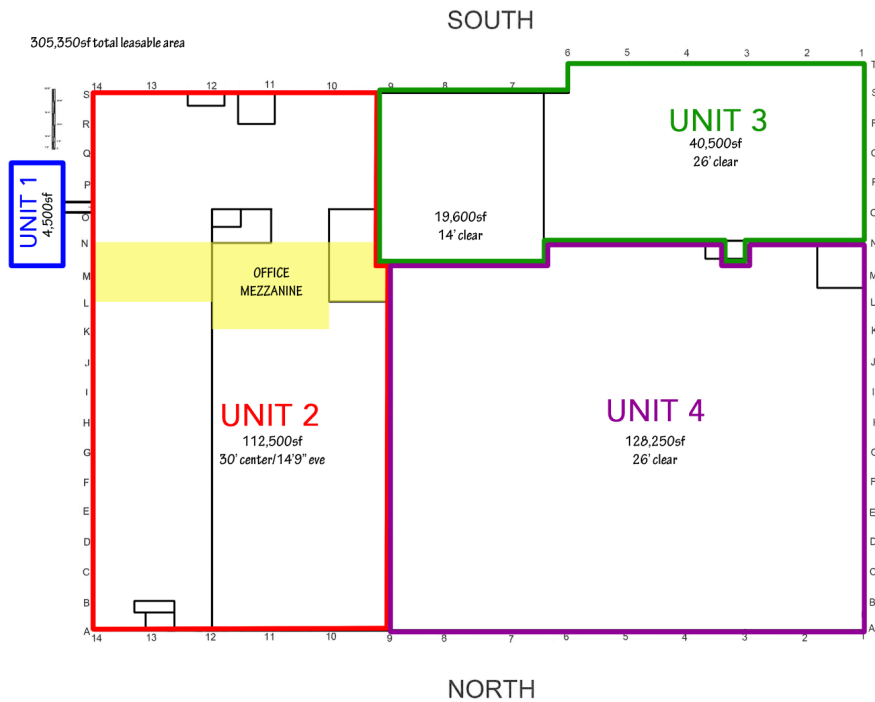 SOUTH
305,350sf total leasable area
6 5 4 3 2 1
14 13 12 11 10 9 8 7
T
S S
R
Q
P
O
N N
M M
L L
K K
J J
I I
H
G
F F
E E
D D
C
B B
A A
UNIT 1
4,500sf
UNIT 3
40,500sf
26' clear
19,600sf
14' clear
OFFICE
MEZZANINE
UNIT 2
112,500sf
30' center/14'9" eve
UNIT 4
128,250sf
26' clear
14 13 12 11 10 9 8 7 6 5 4 3 2 1
NORTH